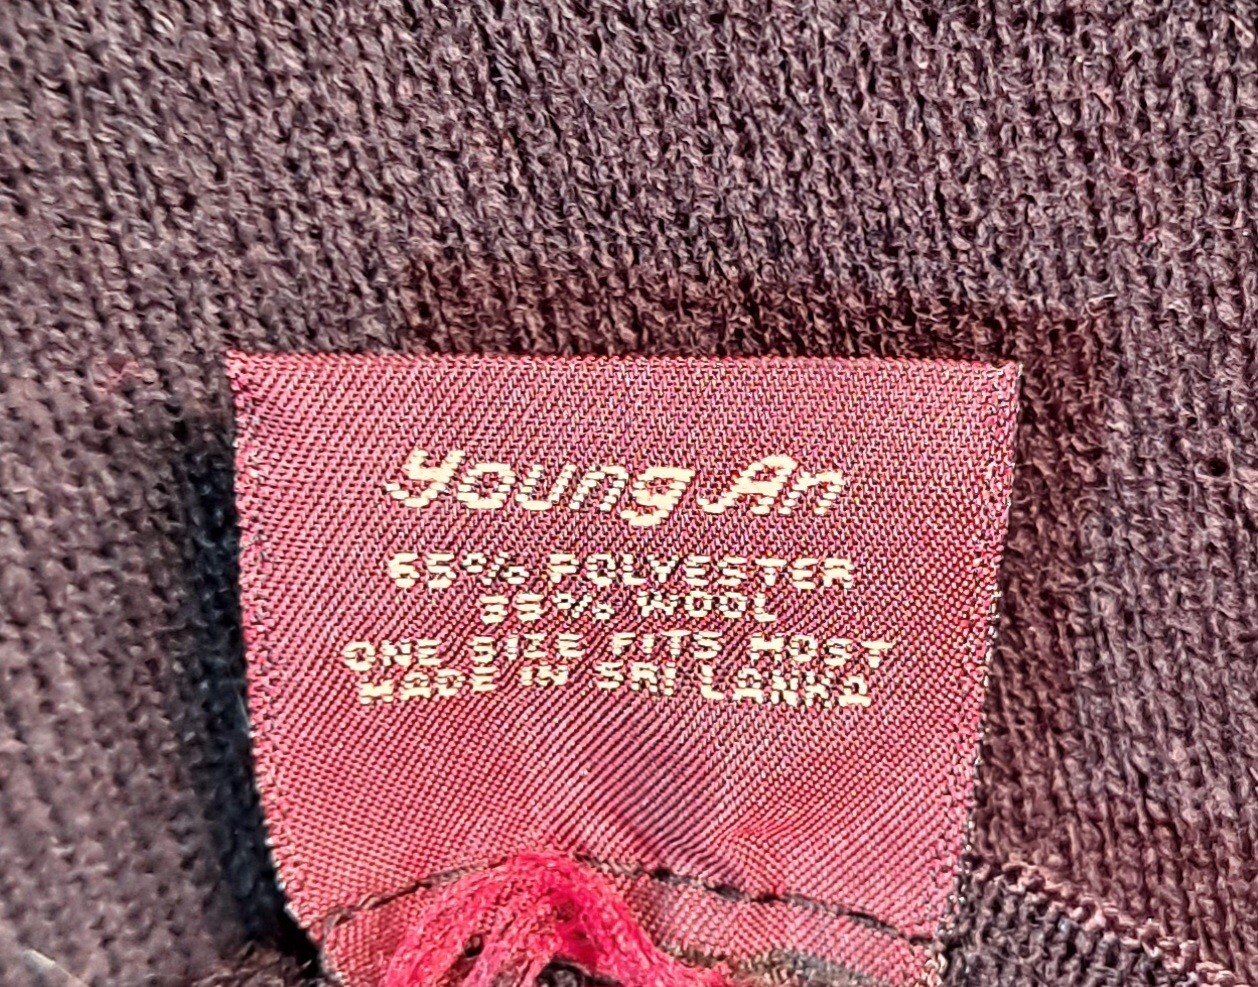 Young An
65% POLYESTER
35% WOOL
ONE SIZE FITS MOST
MADE IN SRI LANKA